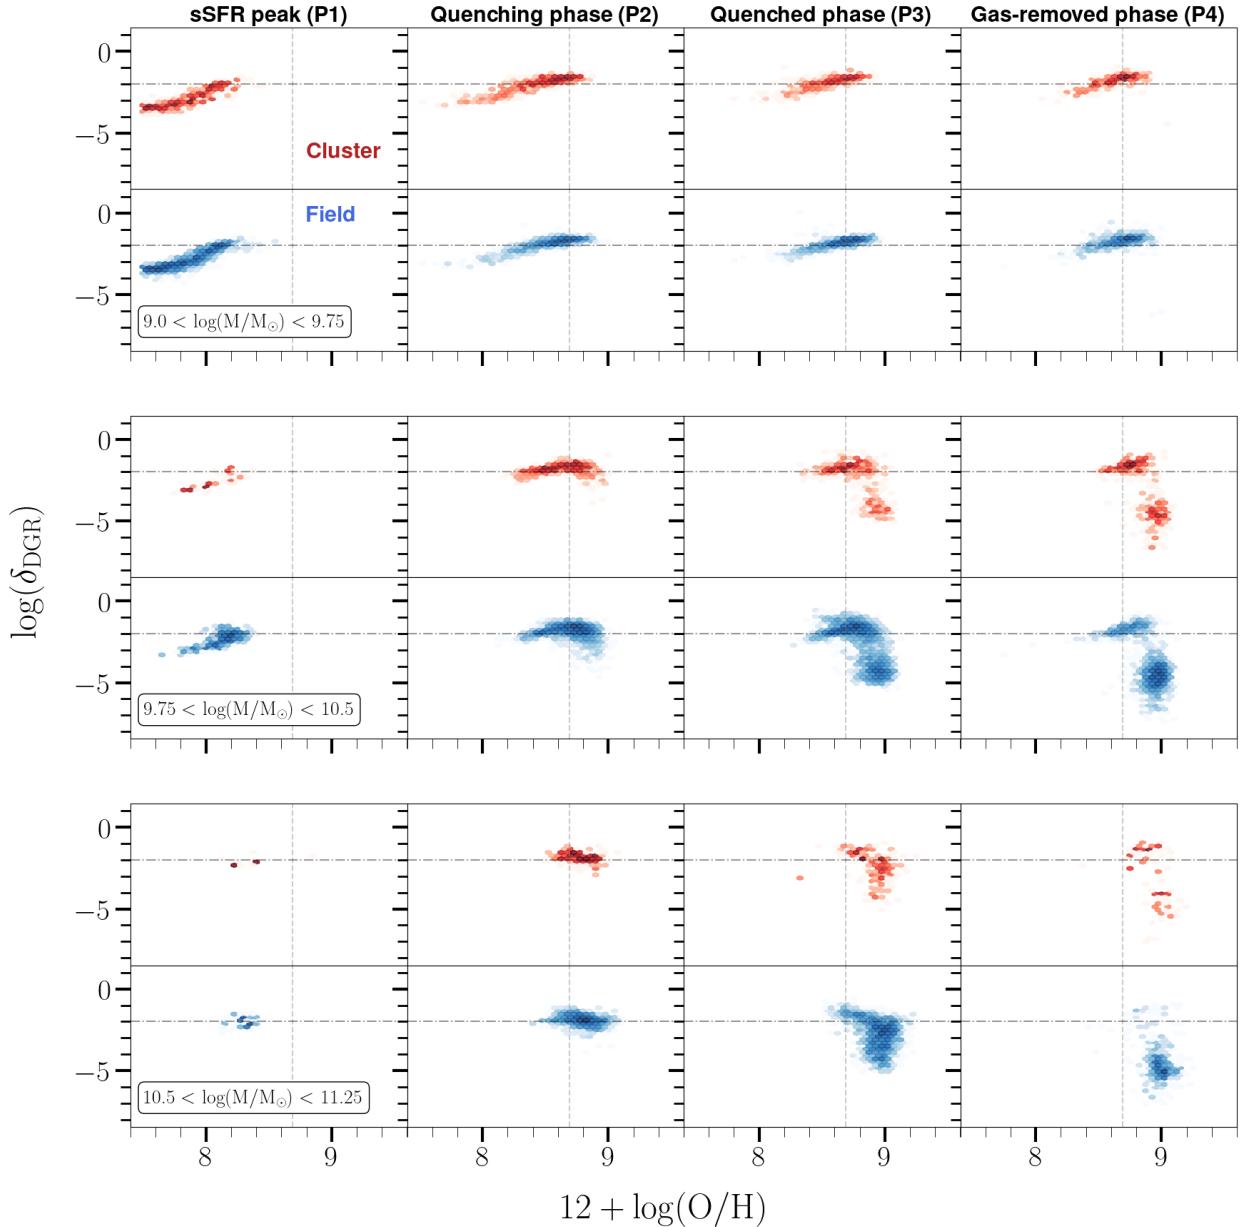 sSFR peak (P1) Quenching phase (P2) Quenched phase (P3) Gas-removed phase (P4)
0
−5
Cluster
0
Field
−5
9.0 < log(M/M⊙) < 9.75
0
−5
0
−5
9.75 < log(M/M⊙) < 10.5
log(δDGR)
0
−5
0
−5
10.5 < log(M/M⊙) < 11.25
8 9 8 9 8 9 8 9
12 + log(O/H)